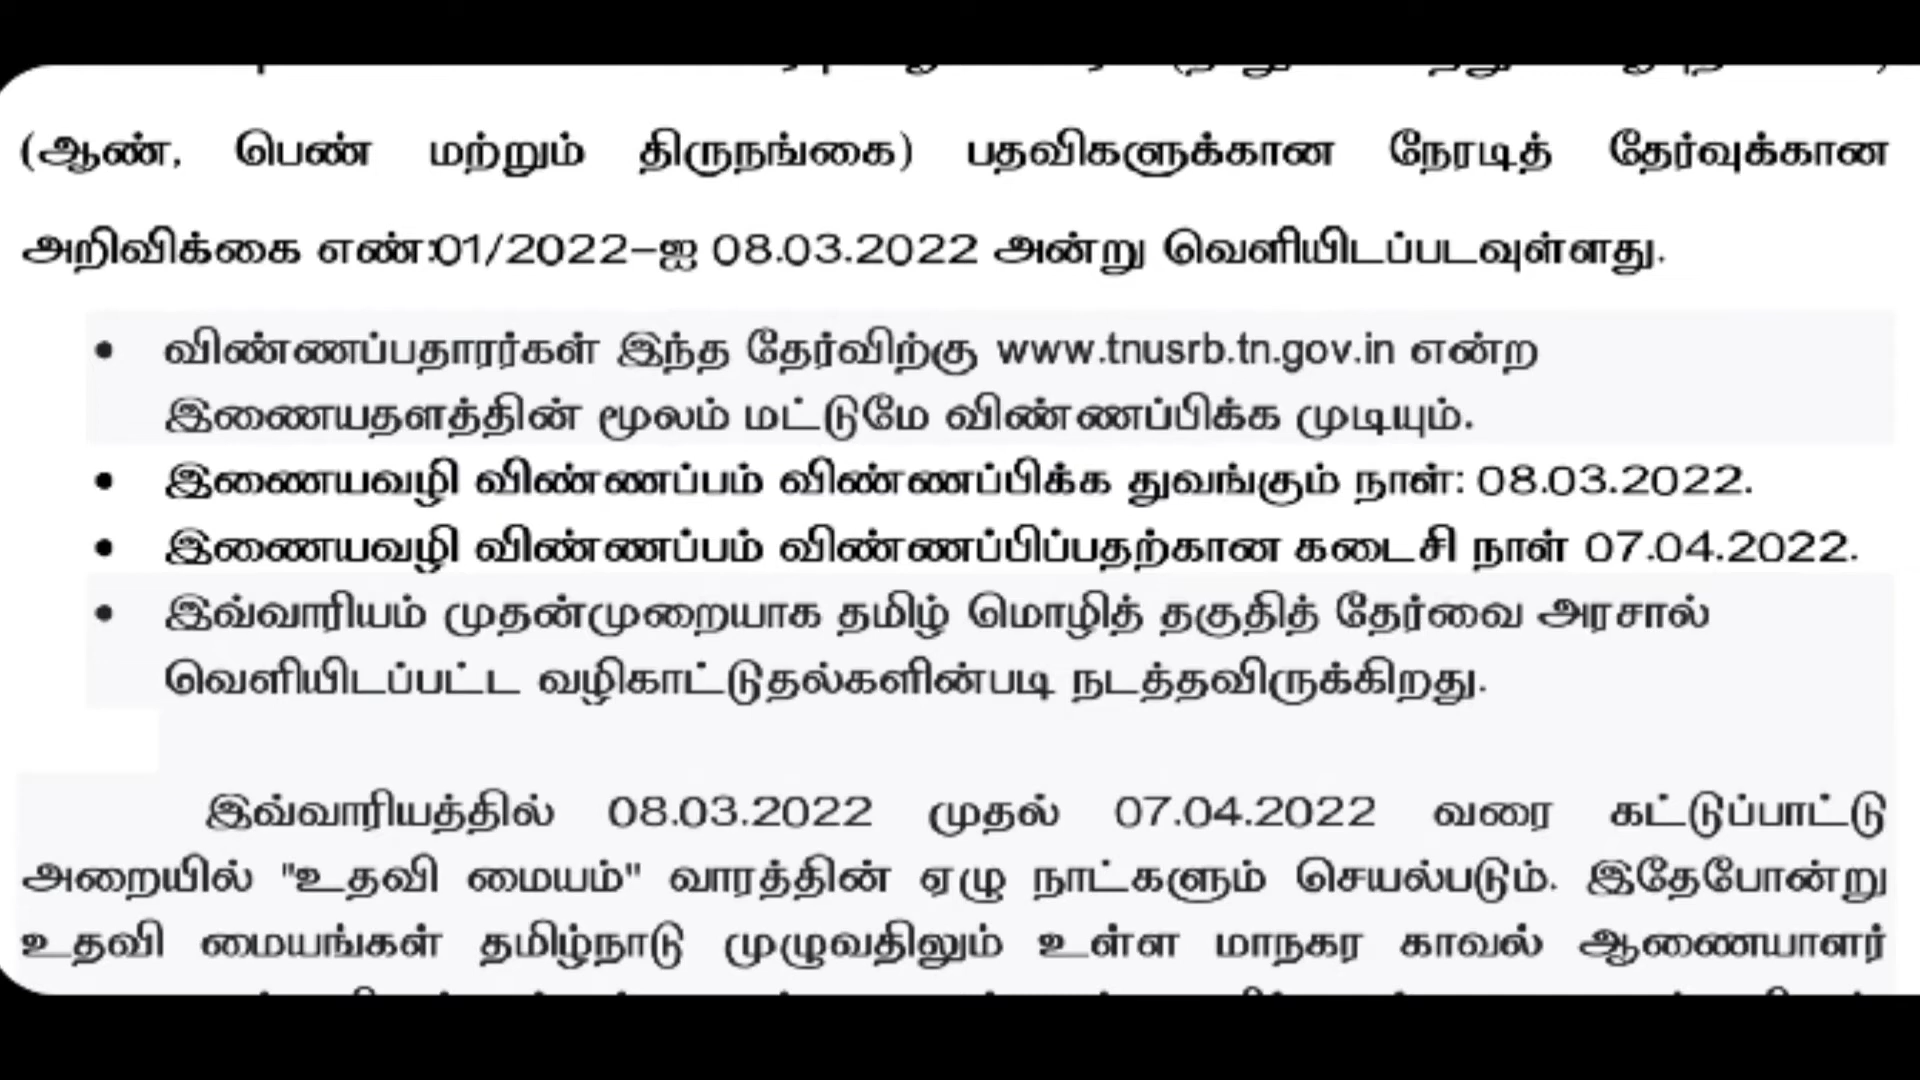 (ஆண், பெண் மற்றும் திருநங்கை) பதவிகளுக்கான நேரடித் தேர்வுக்கான
அறிவிக்கை எண்:01/2022-ஐ 08.03.2022 அன்று வெளியிடப்படவுள்ளது.
• விண்ணப்பதாரர்கள் இந்த தேர்விற்கு www.tnusrb.tn.gov.in என்ற
இணையதளத்தின் மூலம் மட்டுமே விண்ணப்பிக்க முடியும்.
• இணையவழி விண்ணப்பம் விண்ணப்பிக்க துவங்கும் நாள்: 08.03.2022.
• இணையவழி விண்ணப்பம் விண்ணப்பிப்பதற்கான கடைசி நாள் 07.04.2022.
• இவ்வாரியம் முதன்முறையாக தமிழ் மொழித் தகுதித் தேர்வை அரசால்
வெளியிடப்பட்ட வழிகாட்டுதல்களின்படி நடத்தவிருக்கிறது.
இவ்வாரியத்தில் 08.03.2022 முதல் 07.04.2022 வரை கட்டுப்பாட்டு
அறையில் "உதவி மையம்" வாரத்தின் ஏழு நாட்களும் செயல்படும். இதேபோன்று
உதவி மையங்கள் தமிழ்நாடு முழுவதிலும் உள்ள மாநகர காவல் ஆணையாளர்